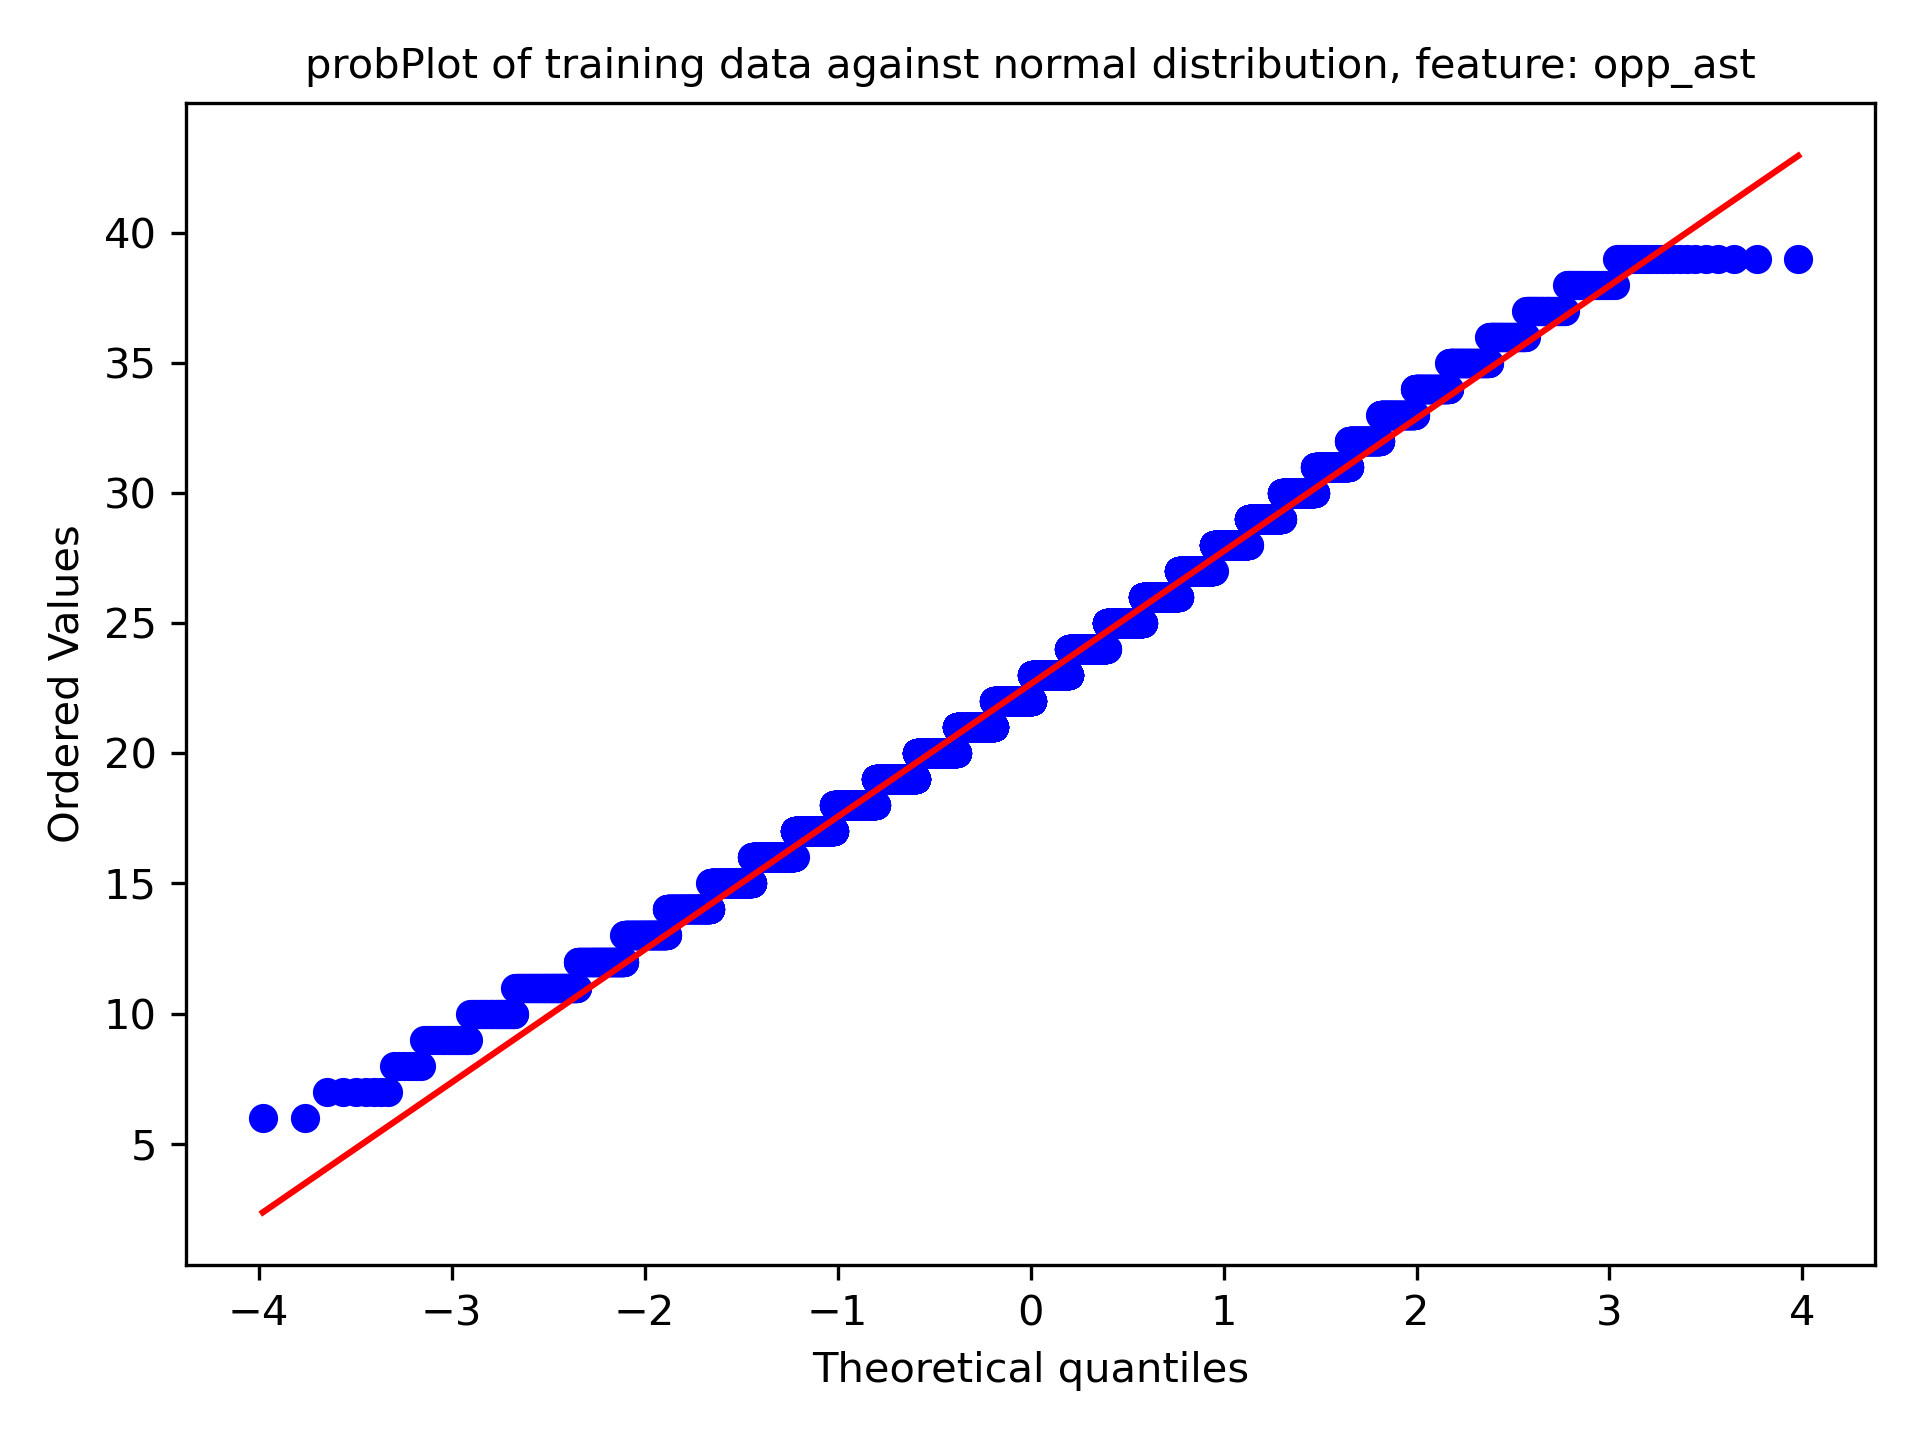 probPlot of training data against normal distribution, feature: opp_ast
40
35
30
25
20
15
10
5
Ordered Values
−4 −3 −2 −1 0 1 2 3 4
Theoretical quantiles